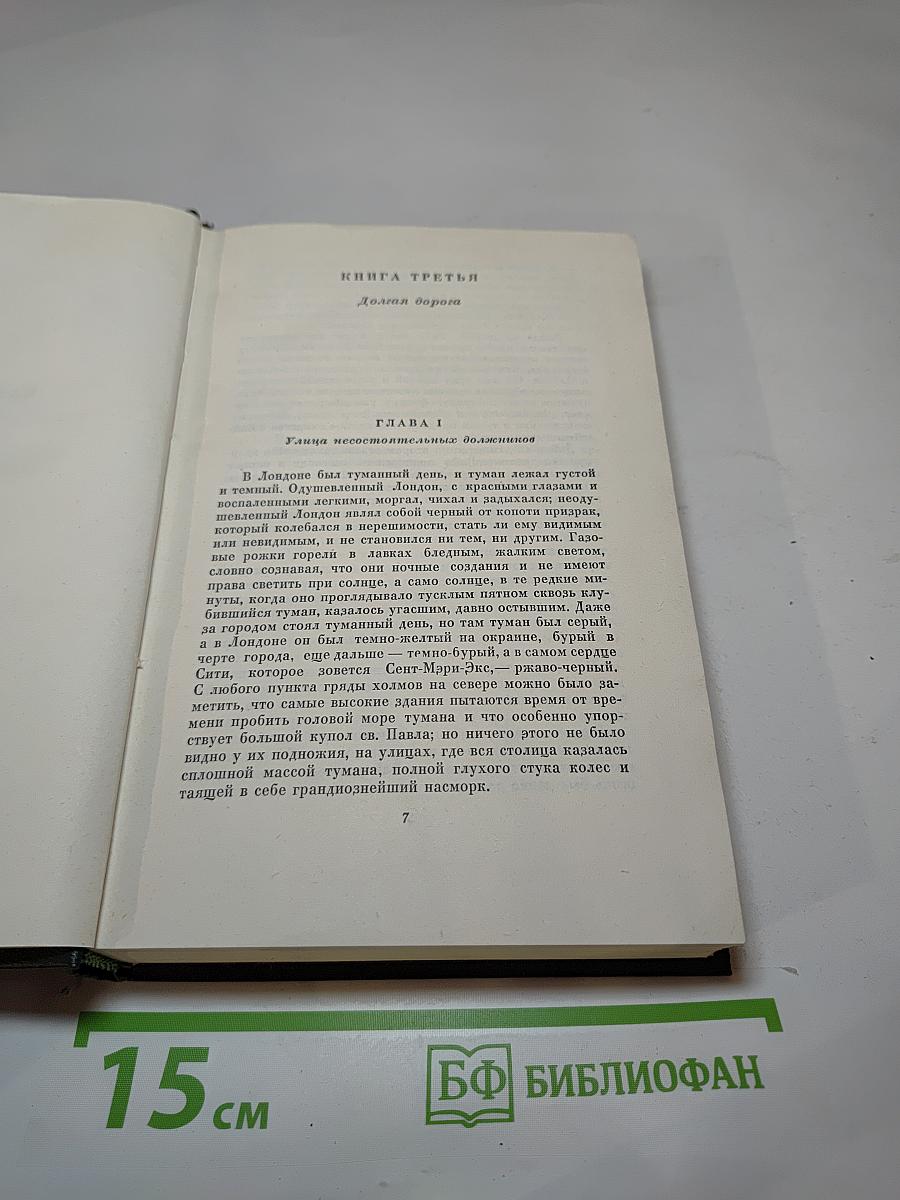 КНИГА ТРЕТЬЯ
Долгая дорога
ГЛАВА I
Улица несостоятельных должников
В Лондоне был туманный день, и туман лежал густой
и темный. Одушевленный Лондон, с красными глазами и
воспаленными легкими, моргал, чихал и задыхался; неоду-
шевленный Лондон являл собой черный от копоти призрак,
который колебался в нерешимости, стать ли ему видимым
или невидимым, и не становился ни тем, ни другим. Газо-
вые рожки горели в лавках бледным, жалким светом,
словно сознавая, что они ночные создания и не имеют
права светить при солнце, а само солнце, в те редкие ми-
нуты, когда оно проглядывало тусклым пятном сквозь клу-
бившийся туман, казалось угасшим, давно остывшим. Даже
за городом стоял туманный день, но там туман был серый,
а в Лондоне он был темно-желтый на окраине, бурый в
черте города, еще дальше — темно-бурый, а в самом сердце
Сити, которое зовется Сент-Мэри-Экс,— ржаво-черный.
С любого пункта гряды холмов на севере можно было за-
метить, что самые высокие здания пытаются время от вре-
мени пробить головой море тумана и что особенно упор-
ствует большой купол св. Павла; но ничего этого не было
видно у их подножия, на улицах, где вся столица казалась
сплошной массой тумана, полной глухого стука колес и
таящей в себе грандиознейший насморк.
7
15 см
БФ БИБЛИОФАН